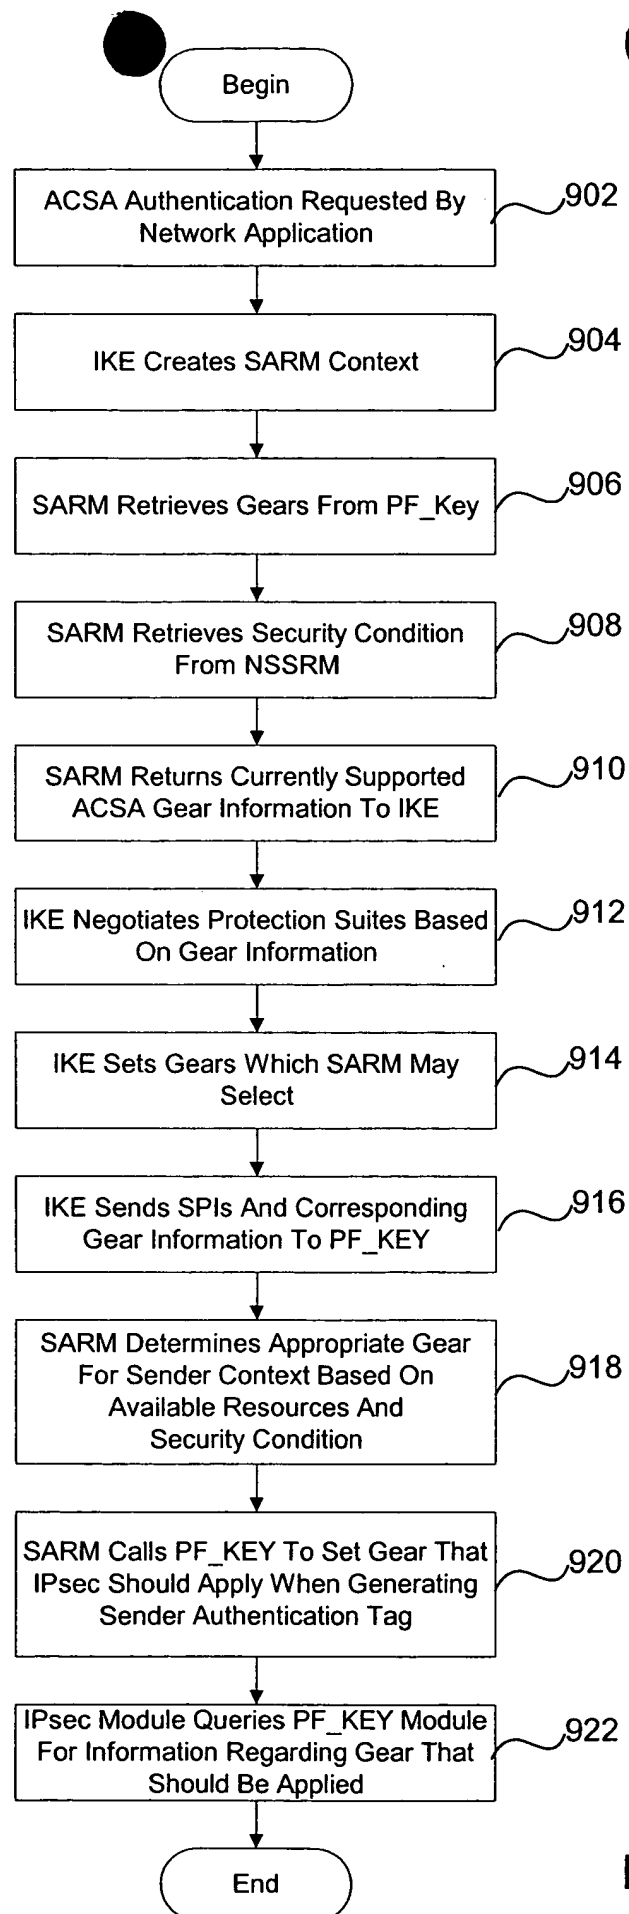 Begin
ACSA Authentication Requested By
Network Application
902
IKE Creates SARM Context
904
SARM Retrieves Gears From PF_Key
906
SARM Retrieves Security Condition
From NSSRM
908
SARM Returns Currently Supported
ACSA Gear Information To IKE
910
IKE Negotiates Protection Suites Based
On Gear Information
912
IKE Sets Gears Which SARM May
Select
914
IKE Sends SPIs And Corresponding
Gear Information To PF_KEY
916
SARM Determines Appropriate Gear
For Sender Context Based On
Available Resources And
Security Condition
918
SARM Calls PF_KEY To Set Gear That
IPsec Should Apply When Generating
Sender Authentication Tag
920
IPsec Module Queries PF_KEY Module
For Information Regarding Gear That
Should Be Applied
922
End